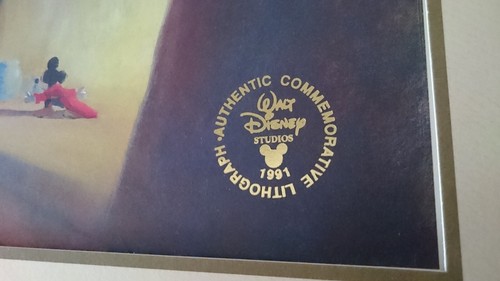 ·AUTHENTIC COMMEMORATIVE LITHOGRAPH
WALT
DISNEY
STUDIOS
1991